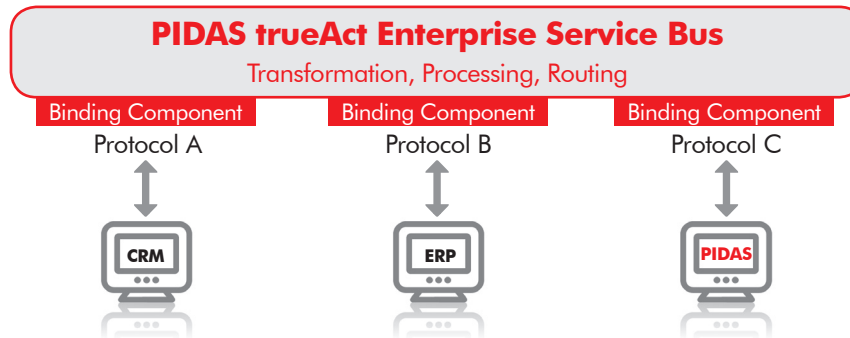 PIDAS trueAct Enterprise Service Bus
Transformation, Processing, Routing
Binding Component Binding Component Binding Component
Protocol A Protocol B Protocol C
CRM ERP PIDAS